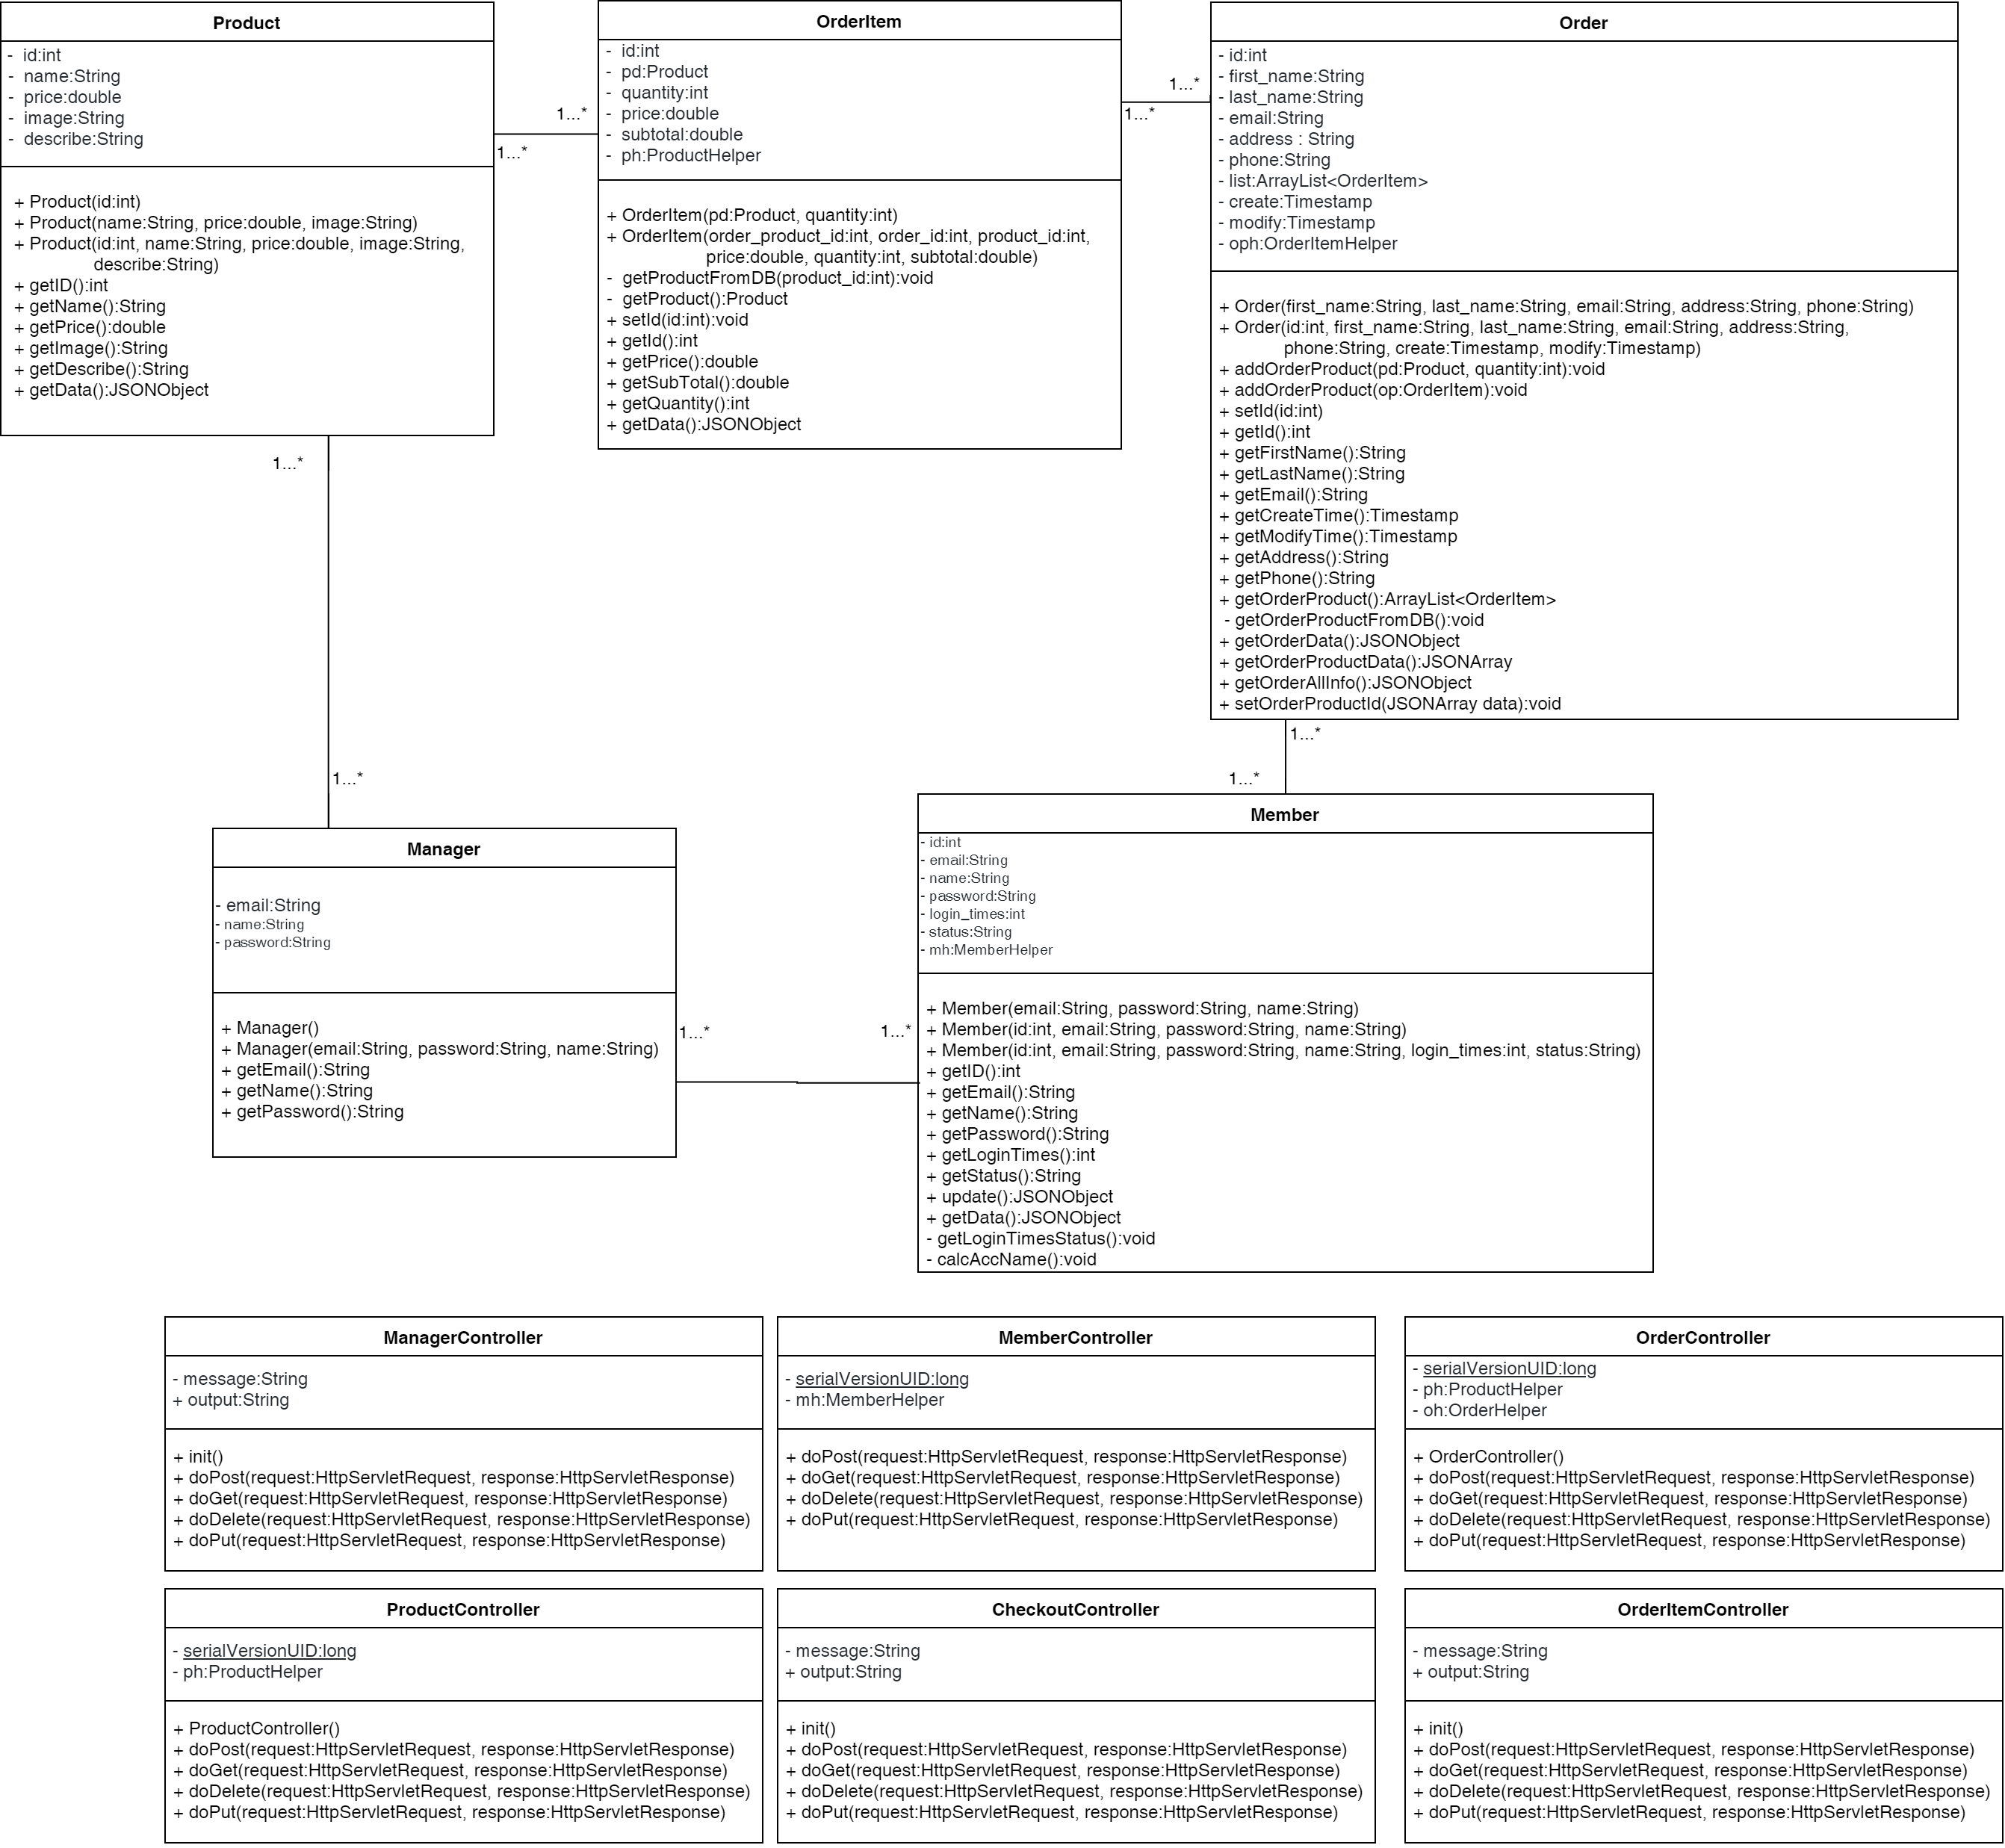 Product
- id:int
- name:String
- price:double
- image:String
- describe:String
+ Product(id:int)
+ Product(name:String, price:double, image:String)
+ Product(id:int, name:String, price:double, image:String,
describe:String)
+ getID():int
+ getName():String
+ getPrice():double
+ getImage():String
+ getDescribe():String
+ getData():JSONObject
1...*
1...*
OrderItem
- id:int
- pd:Product
- quantity:int
- price:double
- subtotal:double
- ph:ProductHelper
+ OrderItem(pd:Product, quantity:int)
+ OrderItem(order_product_id:int, order_id:int, product_id:int,
price:double, quantity:int, subtotal:double)
- getProductFromDB(product_id:int):void
- getProduct():Product
+ setId(id:int):void
+ getId():int
+ getPrice():double
+ getSubTotal():double
+ getQuantity():int
+ getData():JSONObject
1...*
1...*
Order
- id:int
- first_name:String
- last_name:String
- email:String
- address : String
- phone:String
- list:ArrayList<OrderItem>
- create:Timestamp
- modify:Timestamp
- oph:OrderItemHelper
+ Order(first_name:String, last_name:String, email:String, address:String, phone:String)
+ Order(id:int, first_name:String, last_name:String, email:String, address:String,
phone:String, create:Timestamp, modify:Timestamp)
+ addOrderProduct(pd:Product, quantity:int):void
+ addOrderProduct(op:OrderItem):void
+ setId(id:int)
+ getId():int
+ getFirstName():String
+ getLastName():String
+ getEmail():String
+ getCreateTime():Timestamp
+ getModifyTime():Timestamp
+ getAddress():String
+ getPhone():String
+ getOrderProduct():ArrayList<OrderItem>
- getOrderProductFromDB():void
+ getOrderData():JSONObject
+ getOrderProductData():JSONArray
+ getOrderAllInfo():JSONObject
+ setOrderProductId(JSONArray data):void
1...*
1...*
1...*
1...*
Manager
- email:String
- name:String
- password:String
+ Manager()
+ Manager(email:String, password:String, name:String)
+ getEmail():String
+ getName():String
+ getPassword():String
1...*
1...*
Member
- id:int
- email:String
- name:String
- password:String
- login_times:int
- status:String
- mh:MemberHelper
+ Member(email:String, password:String, name:String)
+ Member(id:int, email:String, password:String, name:String)
+ Member(id:int, email:String, password:String, name:String, login_times:int, status:String)
+ getID():int
+ getEmail():String
+ getName():String
+ getPassword():String
+ getLoginTimes():int
+ getStatus():String
+ update():JSONObject
+ getData():JSONObject
- getLoginTimesStatus():void
- calcAccName():void
ManagerController
- message:String
+ output:String
+ init()
+ doPost(request:HttpServletRequest, response:HttpServletResponse)
+ doGet(request:HttpServletRequest, response:HttpServletResponse)
+ doDelete(request:HttpServletRequest, response:HttpServletResponse)
+ doPut(request:HttpServletRequest, response:HttpServletResponse)
MemberController
- serialVersionUID:long
- mh:MemberHelper
+ doPost(request:HttpServletRequest, response:HttpServletResponse)
+ doGet(request:HttpServletRequest, response:HttpServletResponse)
+ doDelete(request:HttpServletRequest, response:HttpServletResponse)
+ doPut(request:HttpServletRequest, response:HttpServletResponse)
OrderController
- serialVersionUID:long
- ph:ProductHelper
- oh:OrderHelper
+ OrderController()
+ doPost(request:HttpServletRequest, response:HttpServletResponse)
+ doGet(request:HttpServletRequest, response:HttpServletResponse)
+ doDelete(request:HttpServletRequest, response:HttpServletResponse)
+ doPut(request:HttpServletRequest, response:HttpServletResponse)
ProductController
- serialVersionUID:long
- ph:ProductHelper
+ ProductController()
+ doPost(request:HttpServletRequest, response:HttpServletResponse)
+ doGet(request:HttpServletRequest, response:HttpServletResponse)
+ doDelete(request:HttpServletRequest, response:HttpServletResponse)
+ doPut(request:HttpServletRequest, response:HttpServletResponse)
CheckoutController
- message:String
+ output:String
+ init()
+ doPost(request:HttpServletRequest, response:HttpServletResponse)
+ doGet(request:HttpServletRequest, response:HttpServletResponse)
+ doDelete(request:HttpServletRequest, response:HttpServletResponse)
+ doPut(request:HttpServletRequest, response:HttpServletResponse)
OrderItemController
- message:String
+ output:String
+ init()
+ doPost(request:HttpServletRequest, response:HttpServletResponse)
+ doGet(request:HttpServletRequest, response:HttpServletResponse)
+ doDelete(request:HttpServletRequest, response:HttpServletResponse)
+ doPut(request:HttpServletRequest, response:HttpServletResponse)